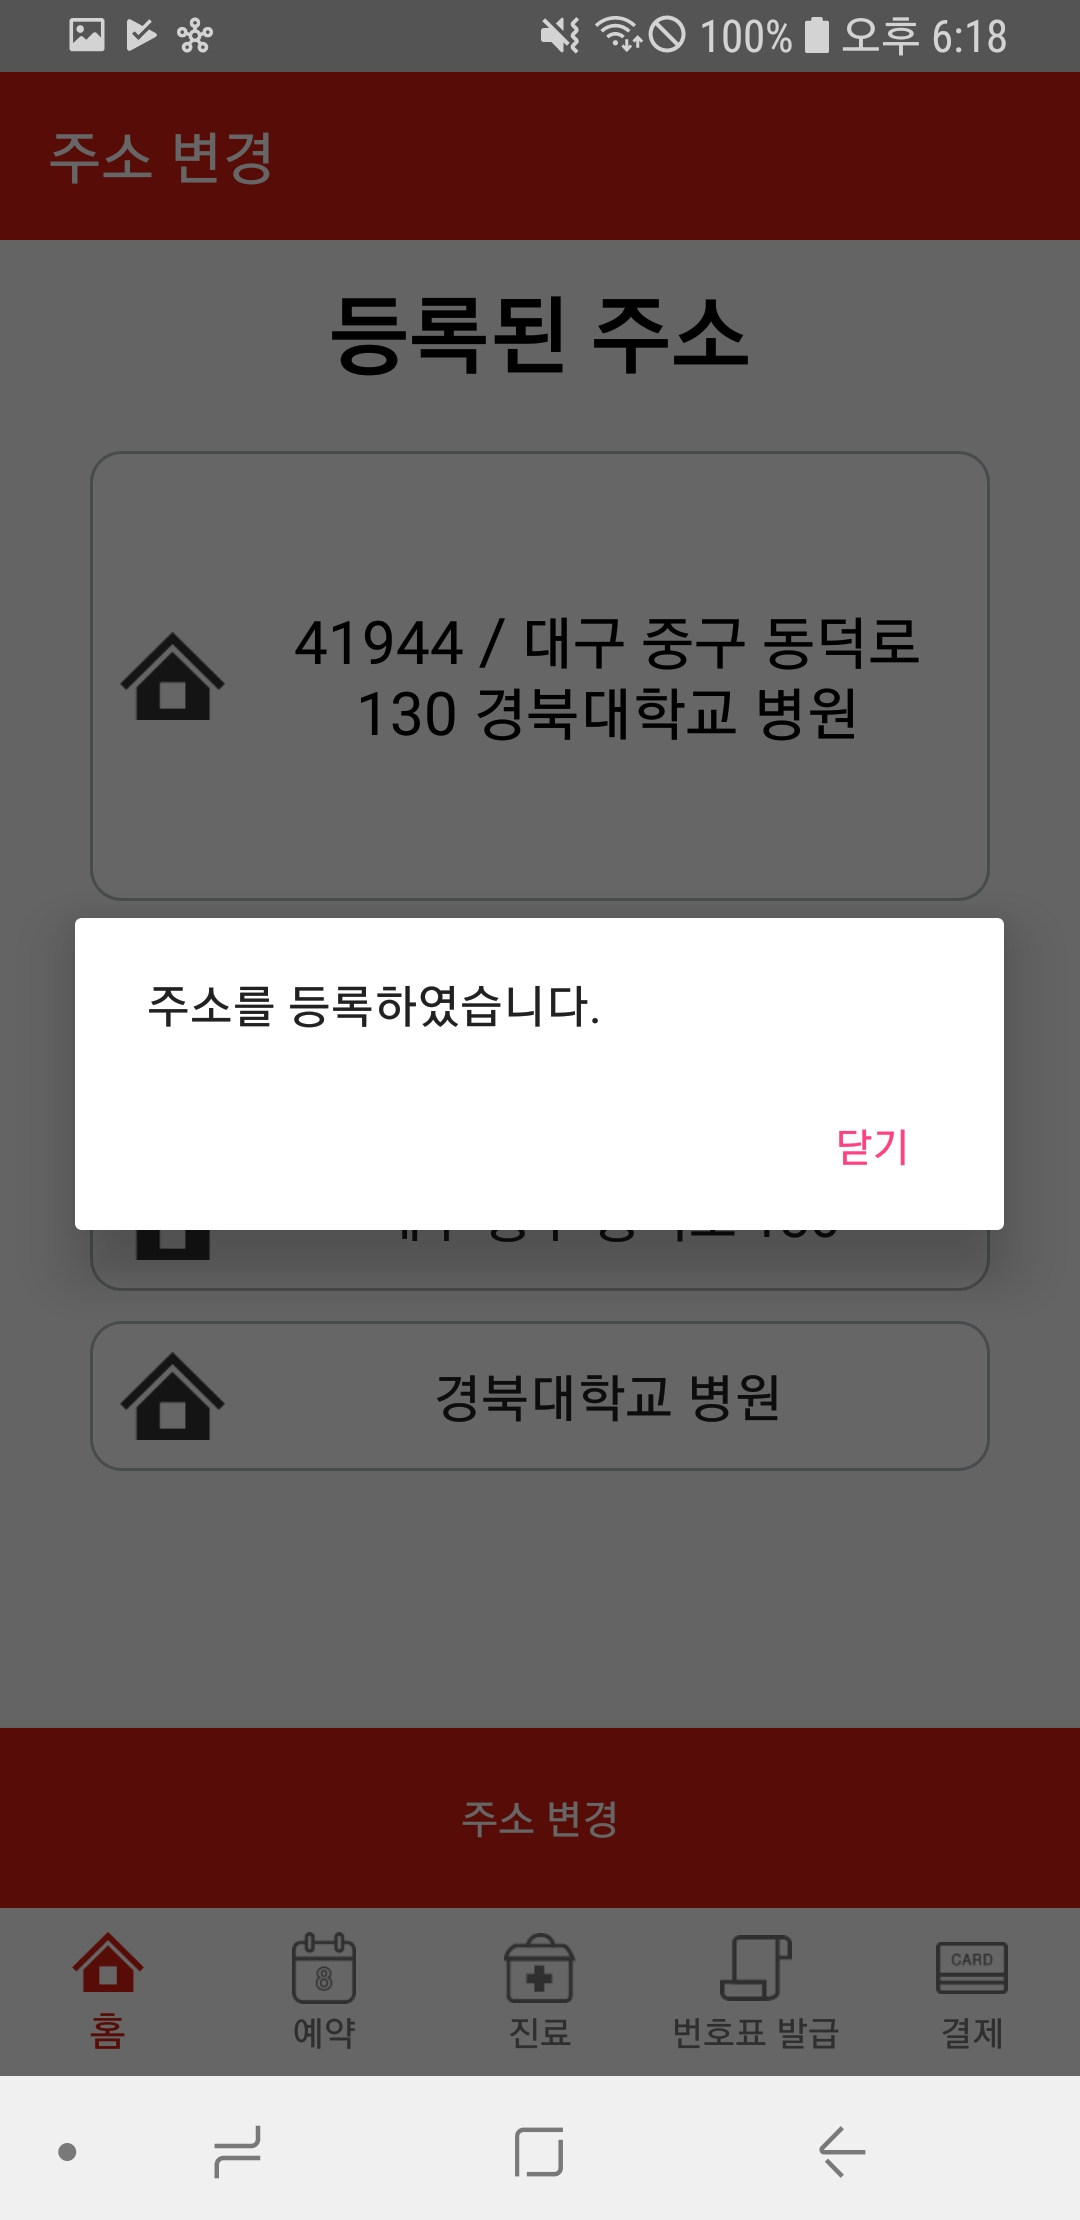 100% 오후 6:18
주소 변경
등록된 주소
41944 / 대구 중구 동덕로
130 경북대학교 병원
주소를 등록하였습니다.
닫기
경북대학교 병원
주소 변경
8
CARD
홈
예약
진료
번호표 발급
결제